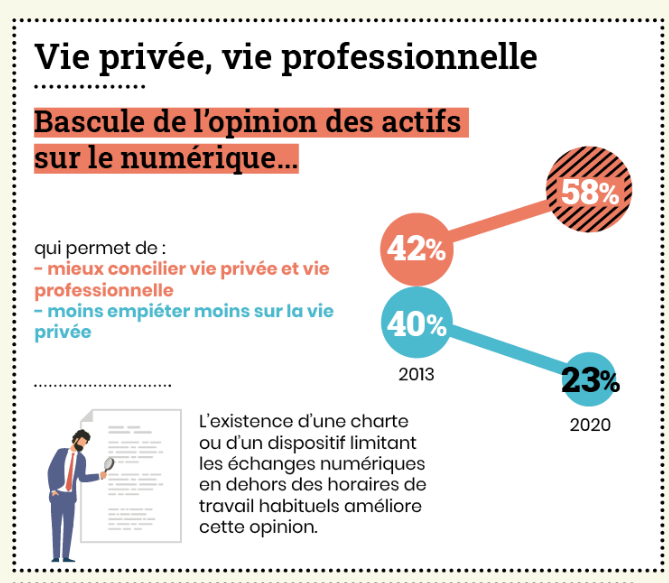 Vie privée, vie professionnelle
Bascule de l'opinion des actifs
sur le numérique...
58%
42%
qui permet de :
- mieux concilier vie privée et vie
professionnelle
- moins empiéter moins sur la vie
privée
40%
2013
23%
2020
L'existence d'une charte
ou d'un dispositif limitant
les échanges numériques
en dehors des horaires de
travail habituels améliore
cette opinion.